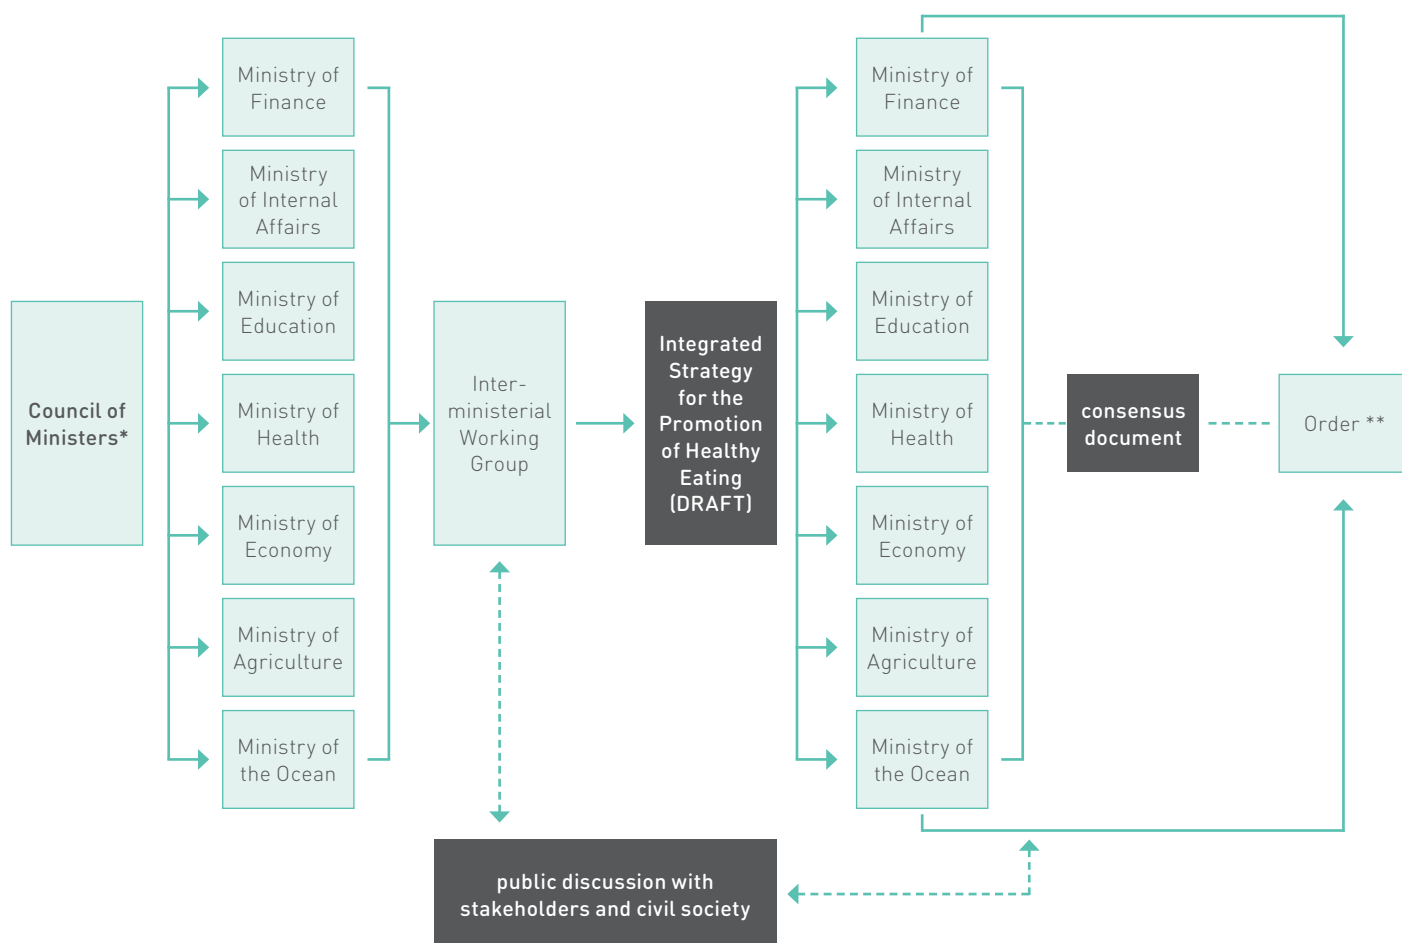 Council of
Ministers*
Ministry of
Finance
Ministry
of Internal
Affairs
Ministry of
Education
Ministry of
Health
Ministry of
Economy
Ministry of
Agriculture
Ministry of
the Ocean
Inter-
ministerial
Working
Group
Integrated
Strategy
for the
Promotion
of Healthy
Eating
(DRAFT)
Ministry of
Finance
Ministry
of Internal
Affairs
Ministry of
Education
Ministry of
Health
Ministry of
Economy
Ministry of
Agriculture
Ministry of
the Ocean
consensus
document
Order **
public discussion with
stakeholders and civil society